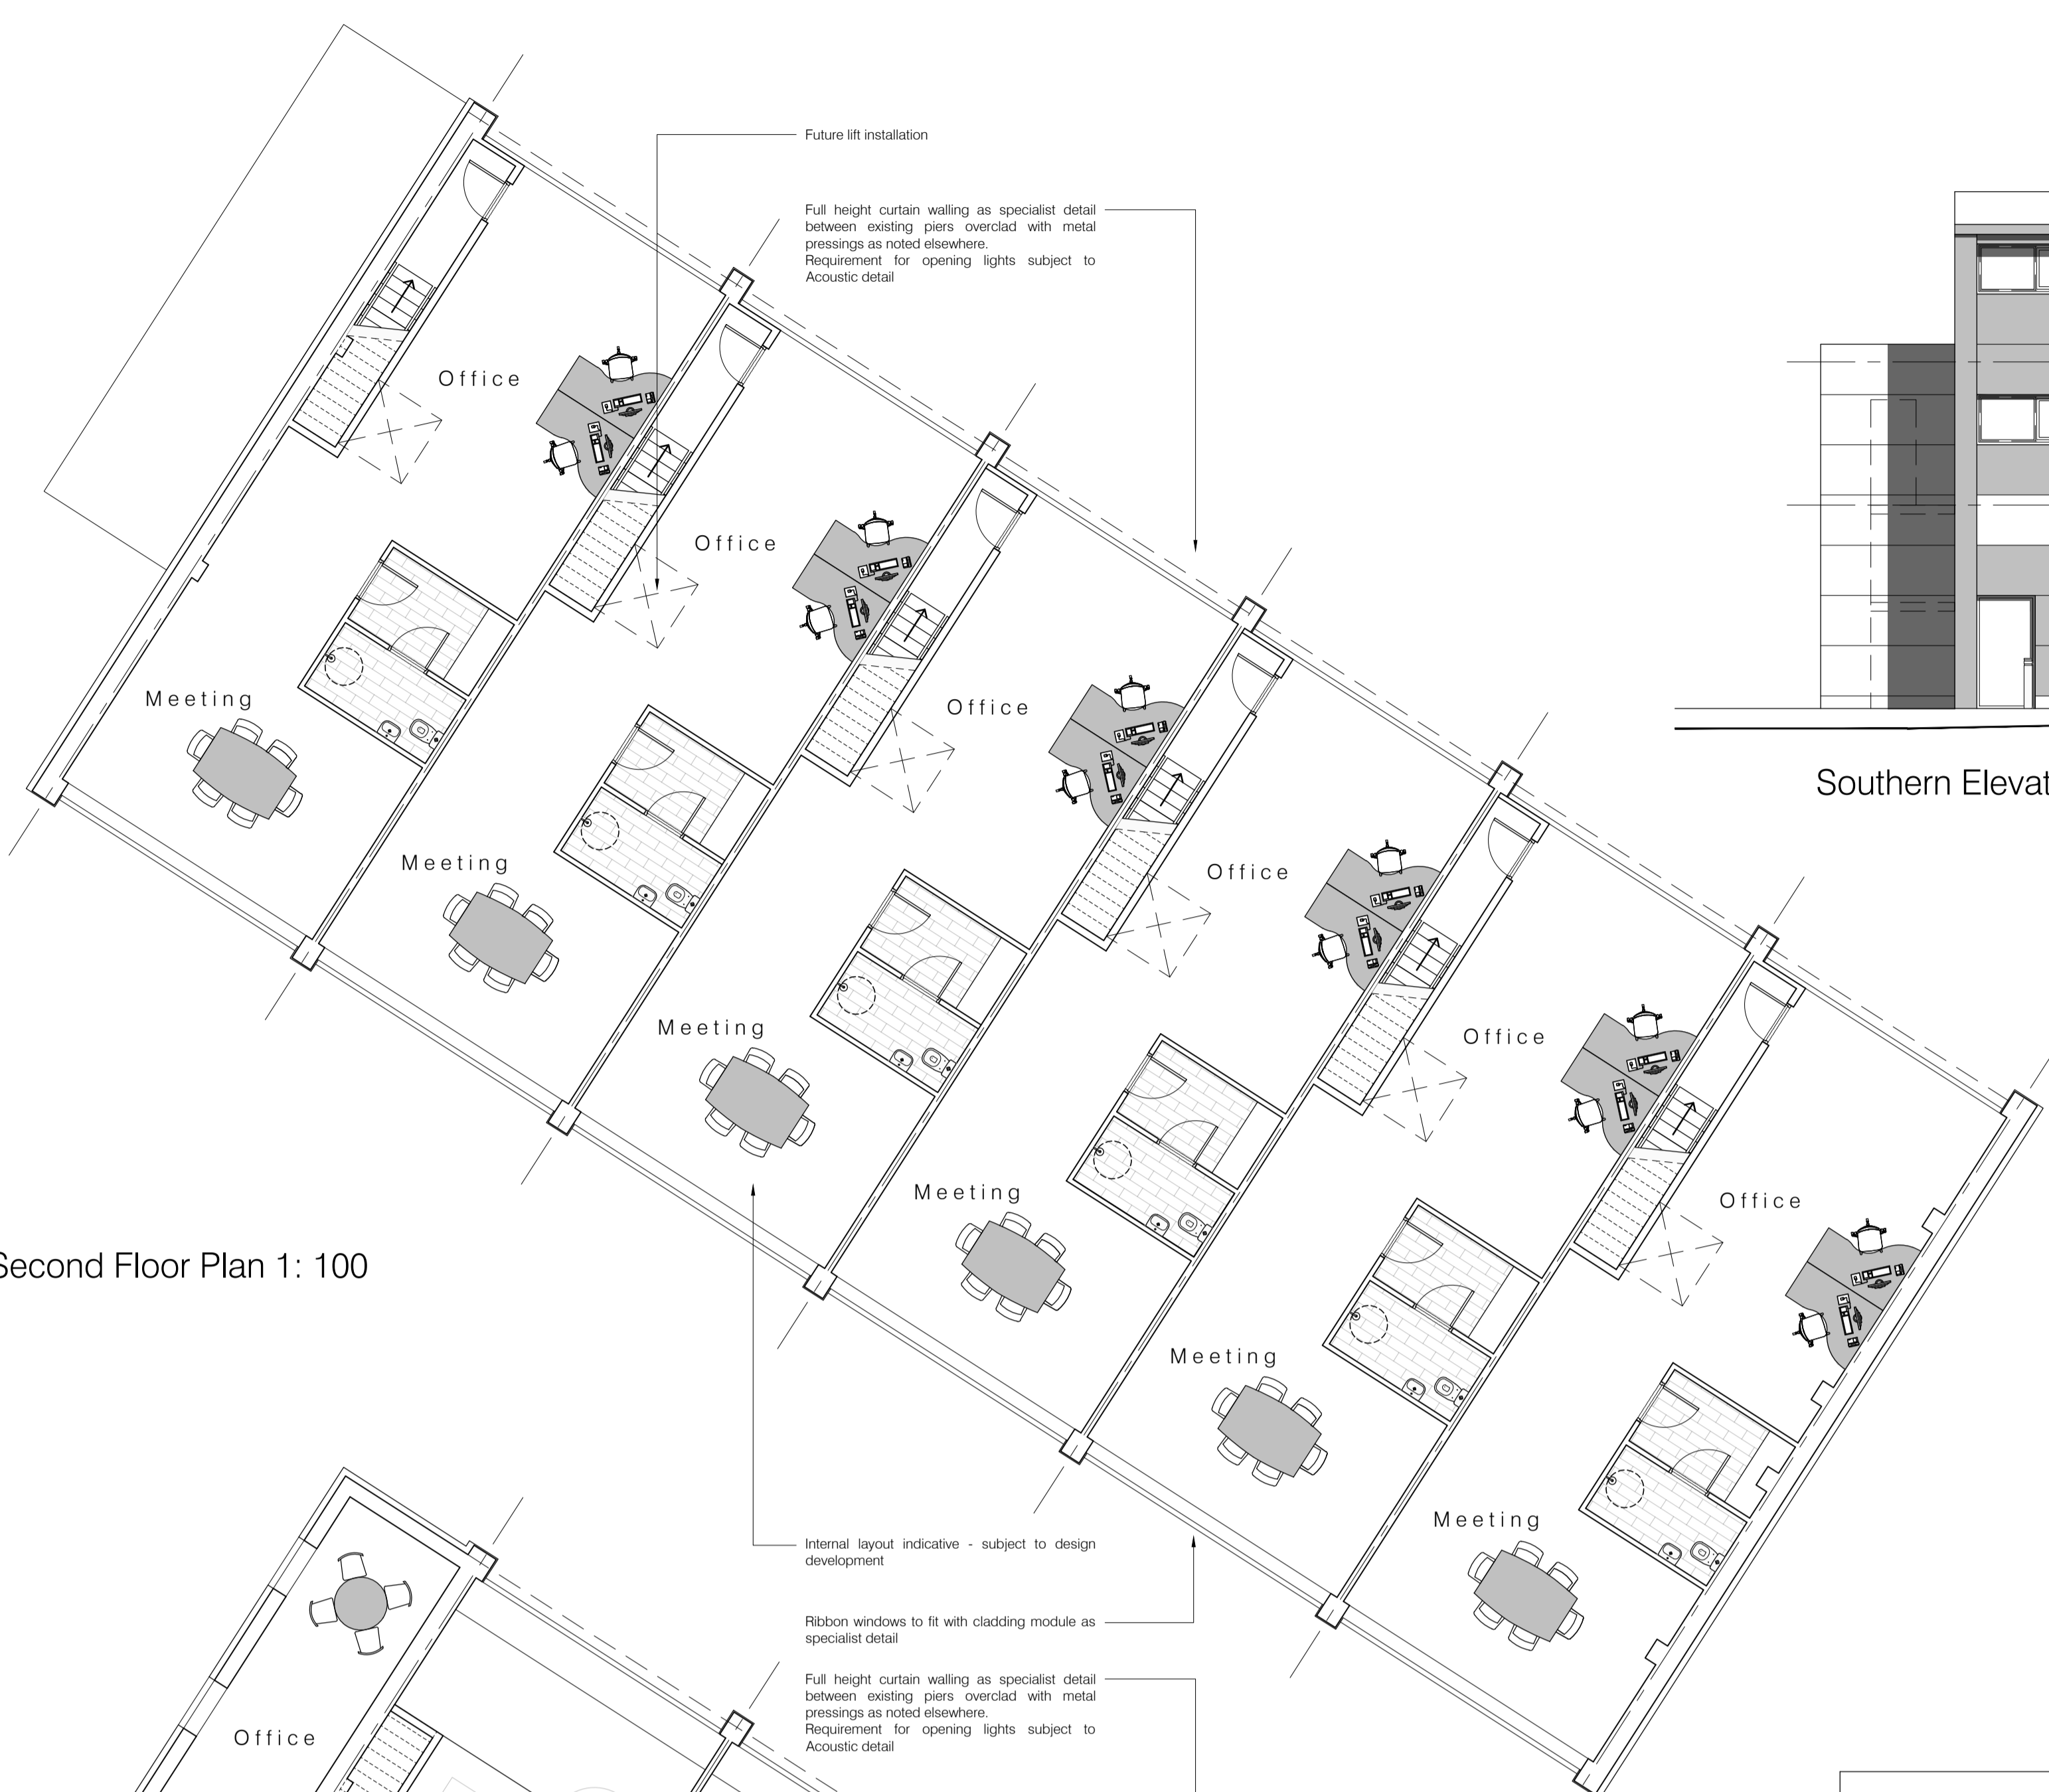 Future lift installation
Full height curtain walling as specialist detail
between existing piers overclad with metal
pressings as noted elsewhere.
Requirement for opening lights subject to
Acoustic detail
Office
Office
Meeting
Office
Southern Elevat
Meeting
Office
Meeting
Office
Meeting
Office
Second Floor Plan 1: 100
Meeting
Meeting
Internal layout indicative - subject to design
development
Ribbon windows to fit with cladding module as
specialist detail
Full height curtain walling as specialist detail
between existing piers overclad with metal
pressings as noted elsewhere.
Requirement for opening lights subject to
Acoustic detail
Office